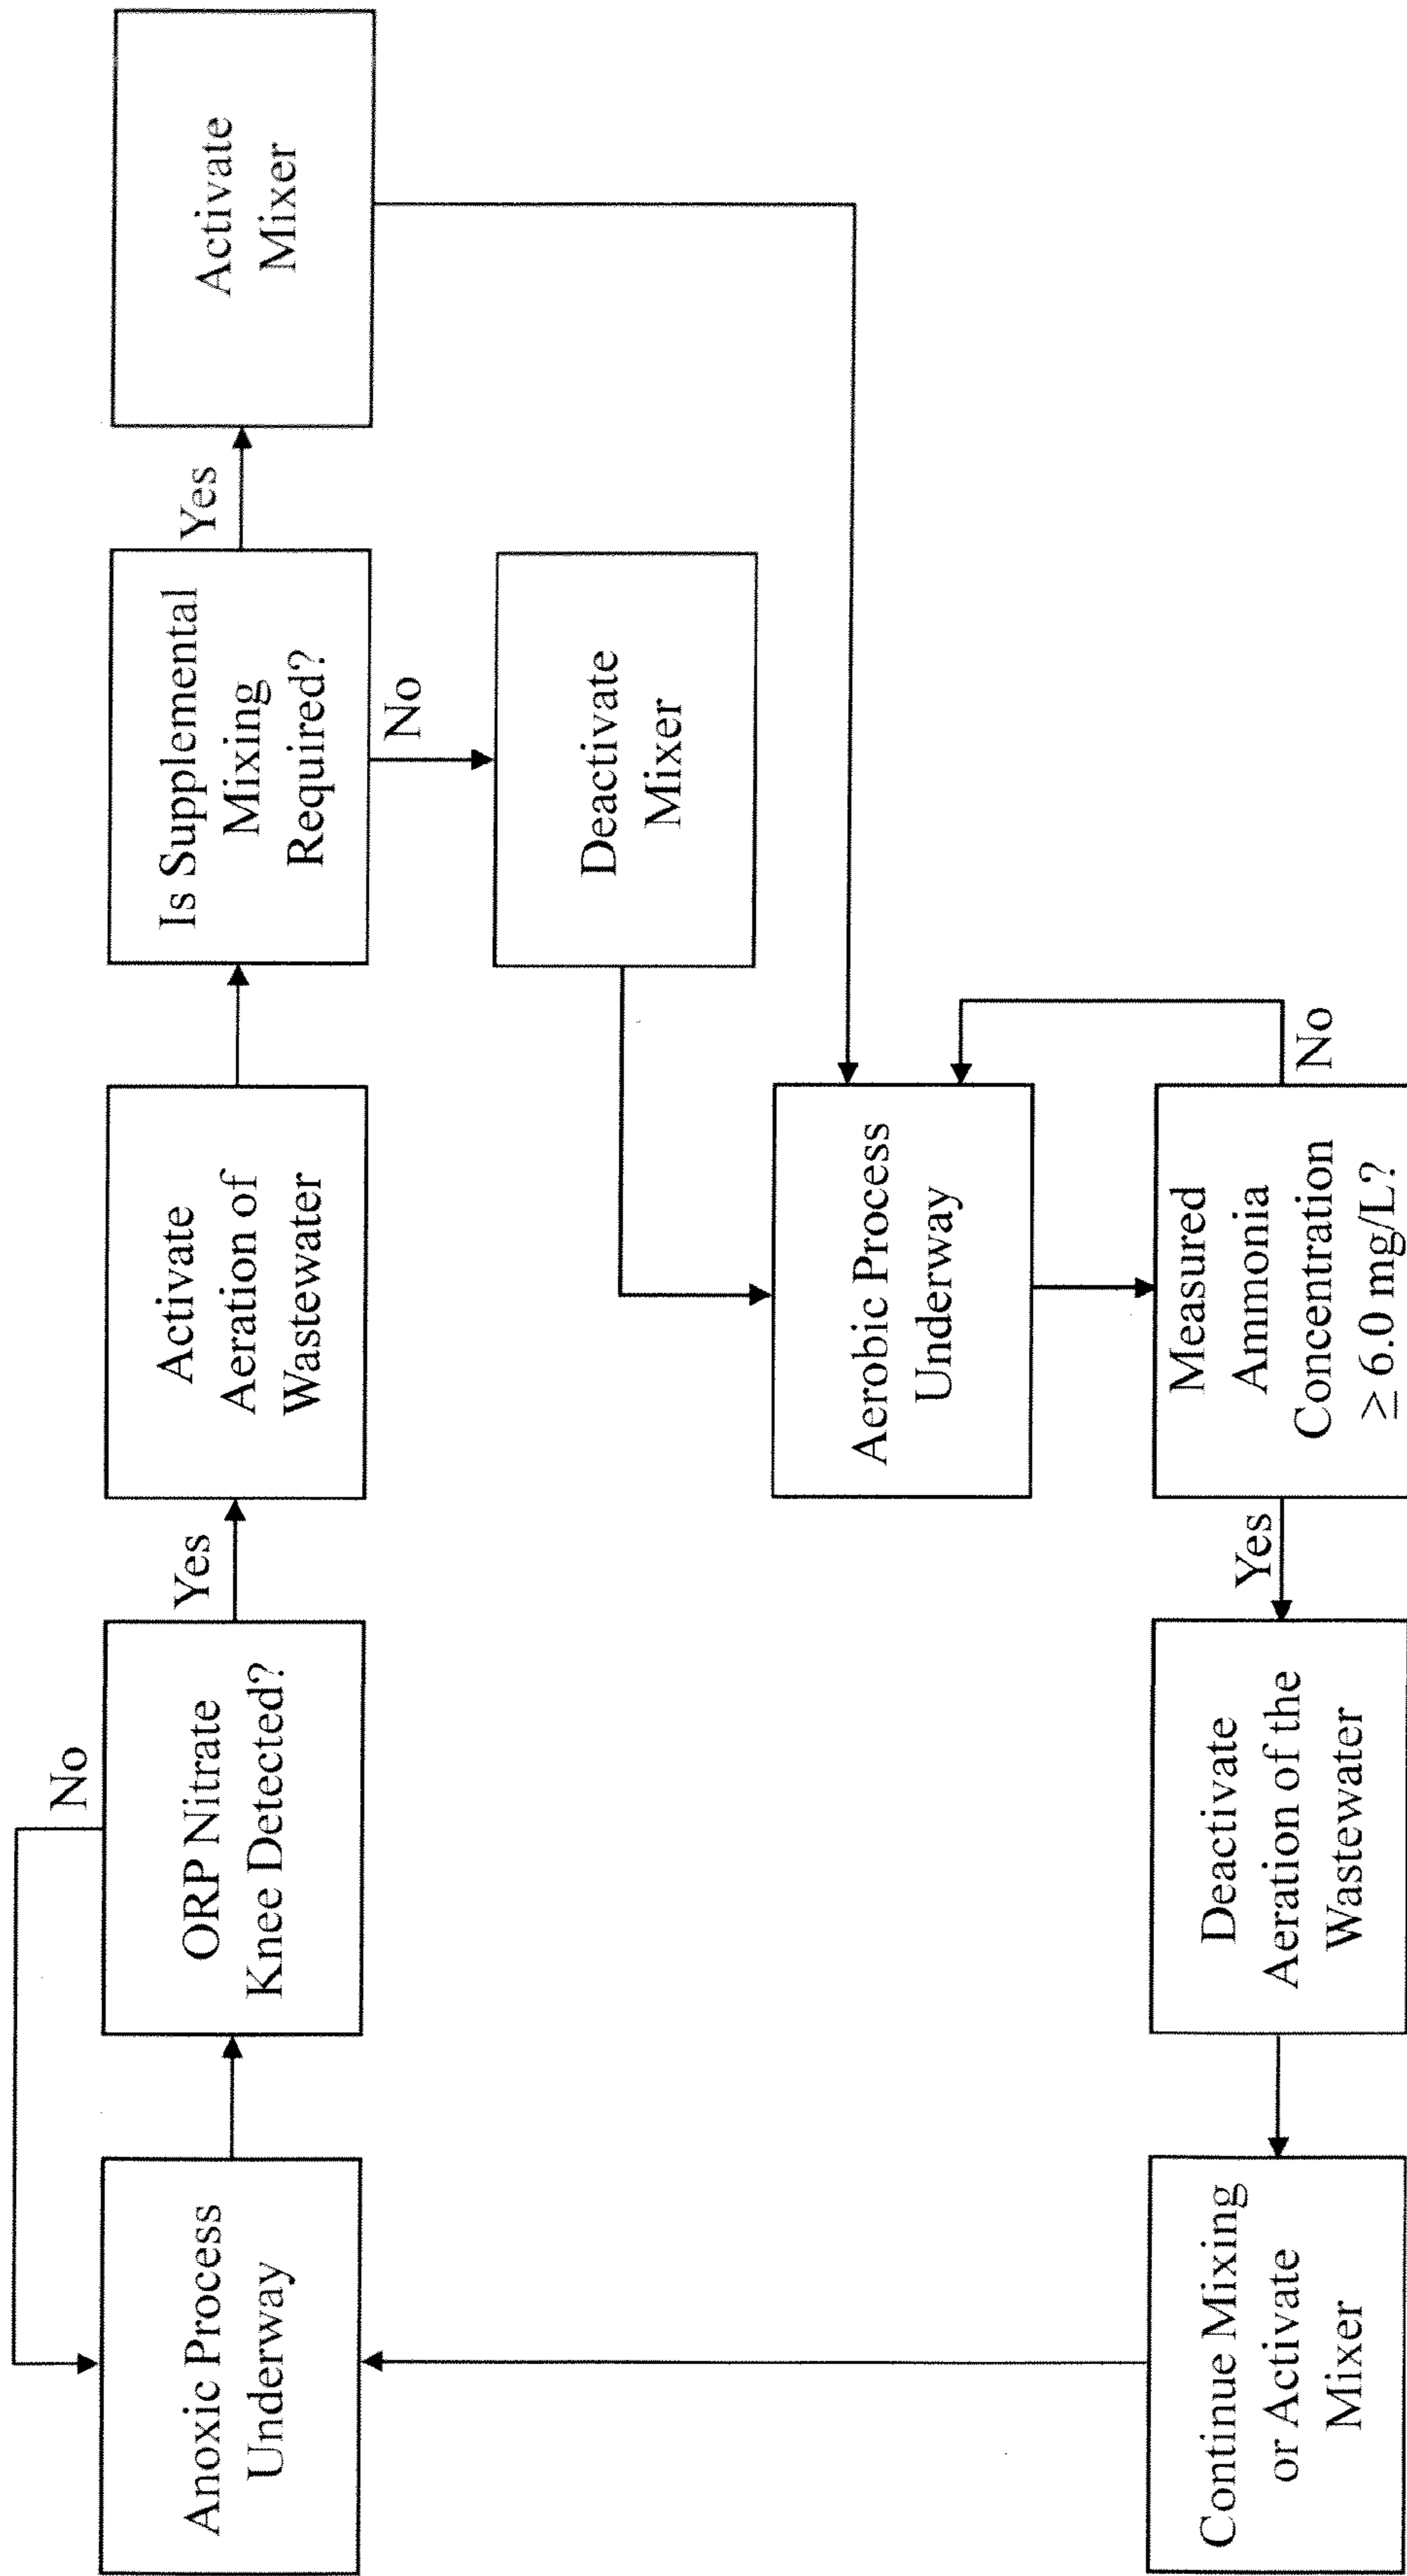 Anoxic Process
Underway
No
ORP Nitrate
Knee Detected?
Yes
Activate
Aeration of
Wastewater
Is Supplemental
Mixing
Required?
Yes
Activate
Mixer
No
Deactivate
Mixer
Aerobic Process
Underway
Measured
Ammonia
Concentration
≥ 6.0 mg/L?
No
Yes
Deactivate
Aeration of the
Wastewater
Continue Mixing
or Activate
Mixer